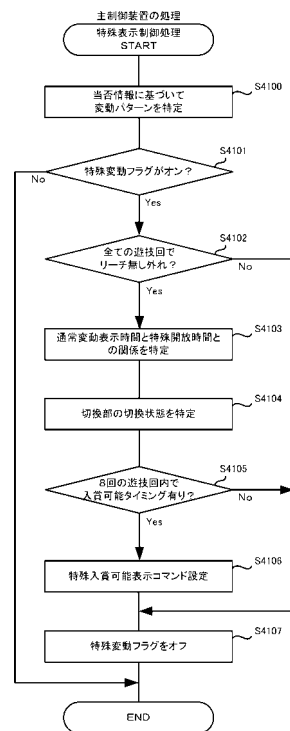 主制御装置の処理
特殊表示制御処理
START
S4100
当否情報に基づいて
変動パターンを特定
S4101
特殊変動フラグがオン?
No
Yes
S4102
全ての遊技回で
リーチ無し外れ?
No
Yes
S4103
通常変動表示時間と特殊開放時間と
の関係を特定
S4104
切換部の切換状態を特定
S4105
8回の遊技回内で
入賞可能タイミング有り?
No
Yes
S4106
特殊入賞可能表示コマンド設定
S4107
特殊変動フラグをオフ
END